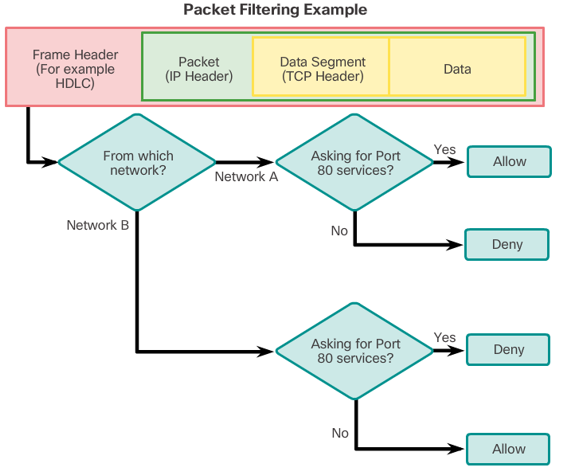 Packet Filtering Example
Frame Header
(For example
HDLC)
Packet
(IP Header)
Data Segment
(TCP Header)
Data
From which
network?
Network A
Asking for Port
80 services?
Yes
Allow
No
Deny
Network B
Asking for Port
80 services?
Yes
Deny
No
Allow